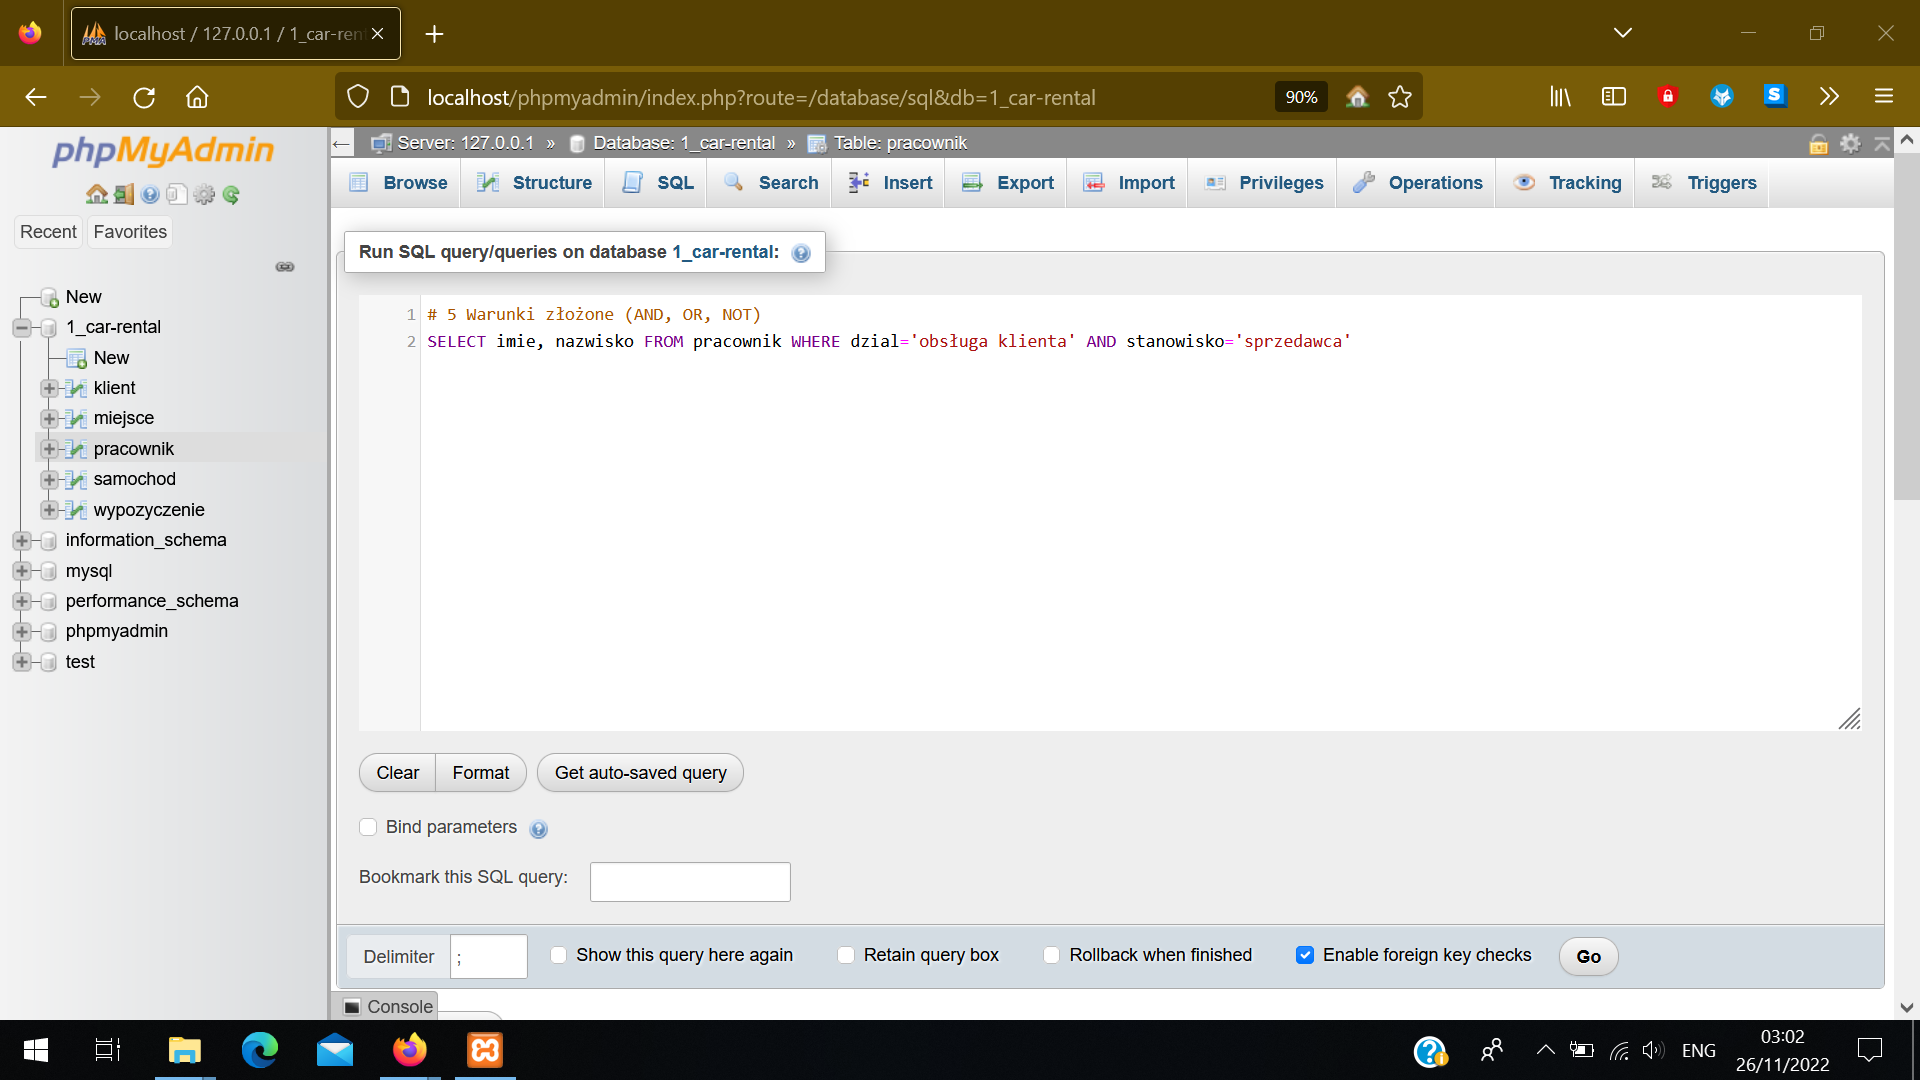 localhost / 127.0.0.1 / 1_car-ren
localhost/phpmyadmin/index.php?route=/database/sql&db=1_car-rental
90%
phpMyAdmin
Recent
Favorites
New
1_car-rental
New
klient
miejsce
pracownik
samochod
wypozyczenie
information_schema
mysql
performance_schema
phpmyadmin
test
Server: 127.0.0.1 » Database: 1_car-rental » Table: pracownik
Browse
Structure
SQL
Search
Insert
Export
Import
Privileges
Operations
Tracking
Triggers
Run SQL query/queries on database 1_car-rental:
1 # 5 Warunki złożone (AND, OR, NOT)
2 SELECT imie, nazwisko FROM pracownik WHERE dzial='obsługa klienta' AND stanowisko='sprzedawca'
Clear
Format
Get auto-saved query
Bind parameters
Bookmark this SQL query:
Delimiter ;
Show this query here again
Retain query box
Rollback when finished
Enable foreign key checks
Go
Console
ENG
03:02
26/11/2022